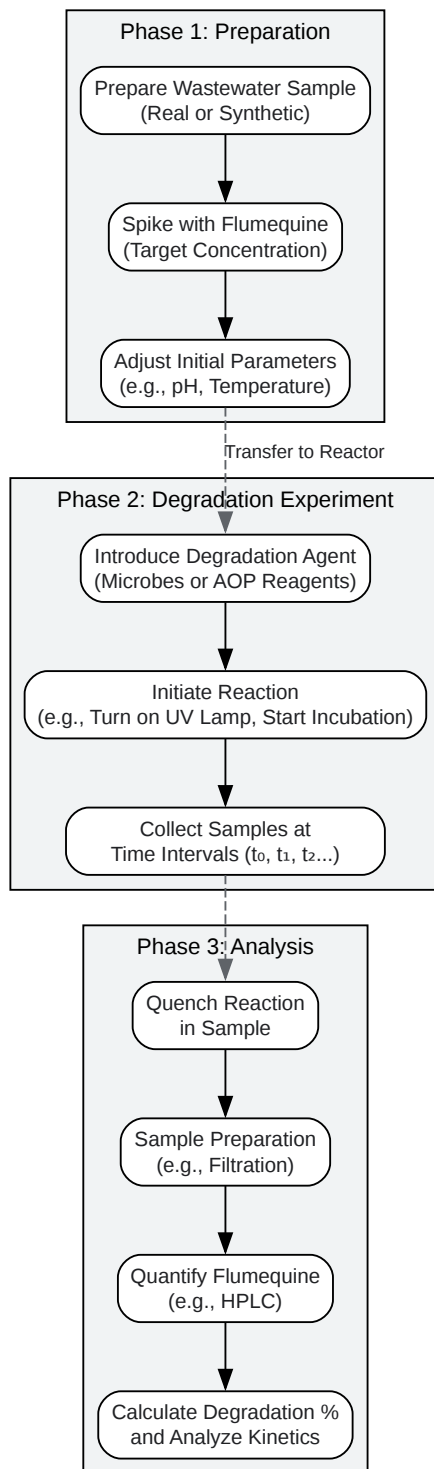 Phase 1: Preparation
Prepare Wastewater Sample
(Real or Synthetic)
Spike with Flumequine
(Target Concentration)
Adjust Initial Parameters
(e.g., pH, Temperature)
Transfer to Reactor
Phase 2: Degradation Experiment
Introduce Degradation Agent
(Microbes or AOP Reagents)
Initiate Reaction
(e.g., Turn on UV Lamp, Start Incubation)
Collect Samples at
Time Intervals (t₀, t₁, t₂...)
Phase 3: Analysis
Quench Reaction
in Sample
Sample Preparation
(e.g., Filtration)
Quantify Flumequine
(e.g., HPLC)
Calculate Degradation %
and Analyze Kinetics